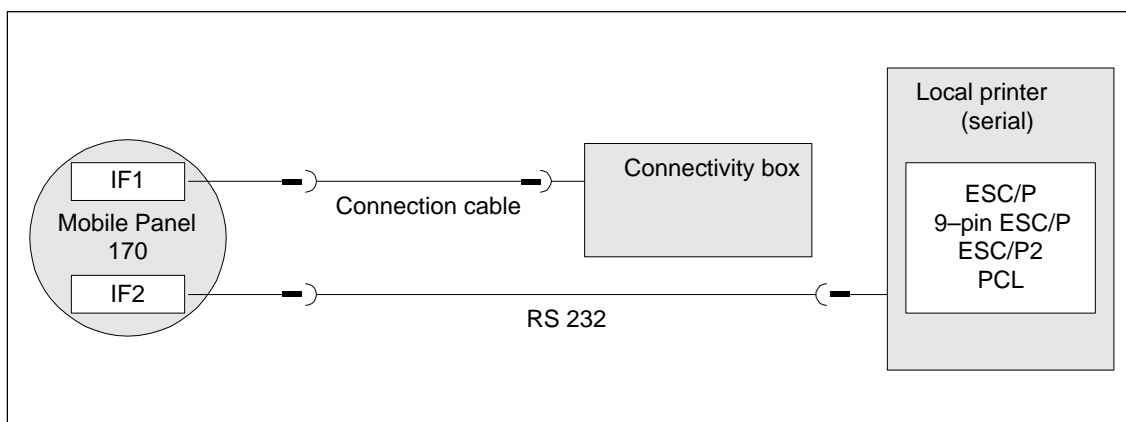 IF1
Mobile Panel
170
IF2
Connection cable
RS 232
Connectivity box
Local printer
(serial)
ESC/P
9–pin ESC/P
ESC/P2
PCL